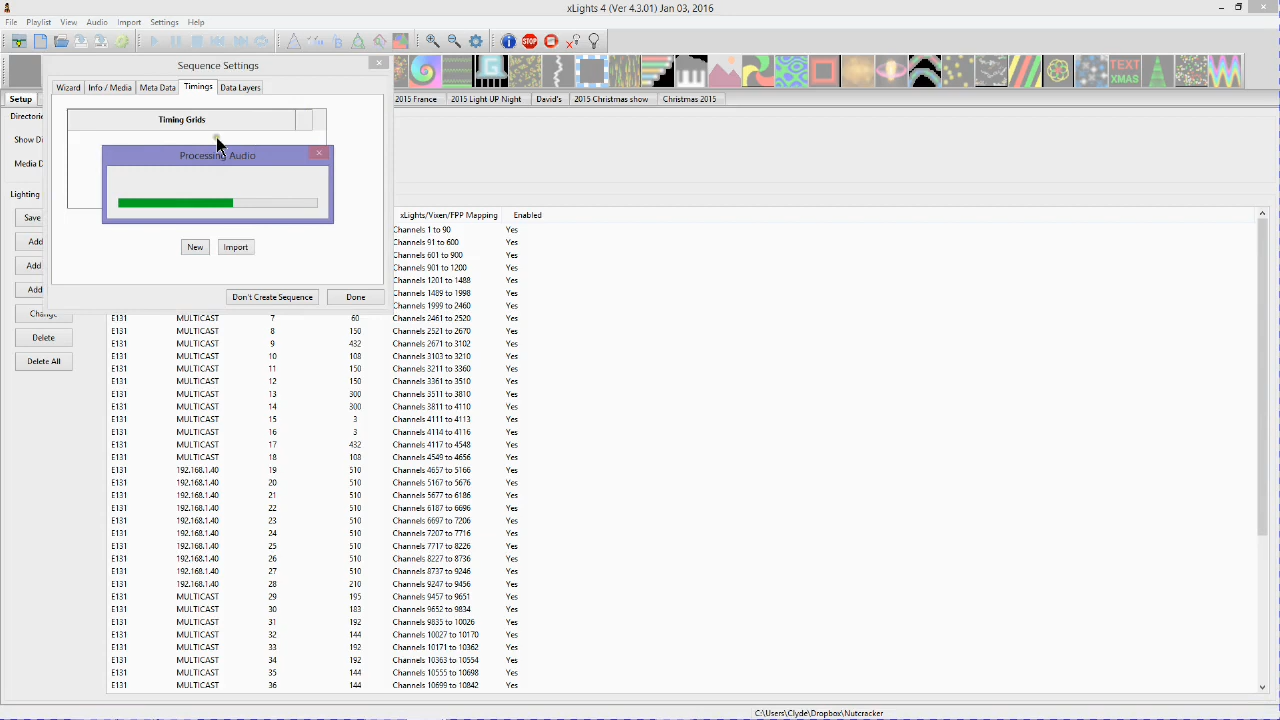 xLights 4 (Ver 4.3.01) Jan 03, 2016
File Playlist View Audio Import Settings Help
STOP
TEXT XMAS
Sequence Settings
Wizard Info / Media Meta Data Timings Data Layers
Timing Grids
Processing Audio
New Import
Don't Create Sequence Done
Setup
2015 France 2015 Light UP Night David's 2015 Christmas show Christmas 2015
Directorie
Show Di
Media D
Lighting
Save
Add
Add
Add
Change
Delete
Delete All
xLights/Vixen/FPP Mapping Enabled
Channels 1 to 90 Yes
Channels 91 to 600 Yes
Channels 601 to 900 Yes
Channels 901 to 1200 Yes
Channels 1201 to 1488 Yes
Channels 1489 to 1998 Yes
Channels 1999 to 2460 Yes
E131 MULTICAST 7 60 Channels 2461 to 2520 Yes
E131 MULTICAST 8 150 Channels 2521 to 2670 Yes
E131 MULTICAST 9 432 Channels 2671 to 3102 Yes
E131 MULTICAST 10 108 Channels 3103 to 3210 Yes
E131 MULTICAST 11 150 Channels 3211 to 3360 Yes
E131 MULTICAST 12 150 Channels 3361 to 3510 Yes
E131 MULTICAST 13 300 Channels 3511 to 3810 Yes
E131 MULTICAST 14 300 Channels 3811 to 4110 Yes
E131 MULTICAST 15 3 Channels 4111 to 4113 Yes
E131 MULTICAST 16 3 Channels 4114 to 4116 Yes
E131 MULTICAST 17 432 Channels 4117 to 4548 Yes
E131 MULTICAST 18 108 Channels 4549 to 4656 Yes
E131 192.168.1.40 19 510 Channels 4657 to 5166 Yes
E131 192.168.1.40 20 510 Channels 5167 to 5676 Yes
E131 192.168.1.40 21 510 Channels 5677 to 6186 Yes
E131 192.168.1.40 22 510 Channels 6187 to 6696 Yes
E131 192.168.1.40 23 510 Channels 6697 to 7206 Yes
E131 192.168.1.40 24 510 Channels 7207 to 7716 Yes
E131 192.168.1.40 25 510 Channels 7717 to 8226 Yes
E131 192.168.1.40 26 510 Channels 8227 to 8736 Yes
E131 192.168.1.40 27 510 Channels 8737 to 9246 Yes
E131 192.168.1.40 28 210 Channels 9247 to 9456 Yes
E131 MULTICAST 29 195 Channels 9457 to 9651 Yes
E131 MULTICAST 30 183 Channels 9652 to 9834 Yes
E131 MULTICAST 31 192 Channels 9835 to 10026 Yes
E131 MULTICAST 32 144 Channels 10027 to 10170 Yes
E131 MULTICAST 33 192 Channels 10171 to 10362 Yes
E131 MULTICAST 34 192 Channels 10363 to 10554 Yes
E131 MULTICAST 35 144 Channels 10555 to 10698 Yes
E131 MULTICAST 36 144 Channels 10699 to 10842 Yes
C:\Users\Clyde\Dropbox\Nutcracker